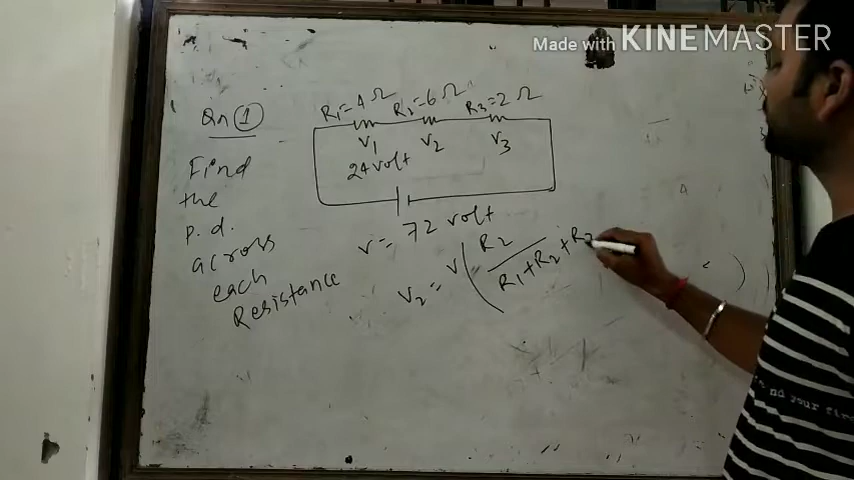 Made with KINEMASTER
Qn ①
R1=4 Ω R2=6 Ω R3=2 Ω
V1 V2 V3
24 volt
Find
the
p.d.
across
each
Resistance
V = 72 volt
V2 = V ( R2
R1+R2+R3